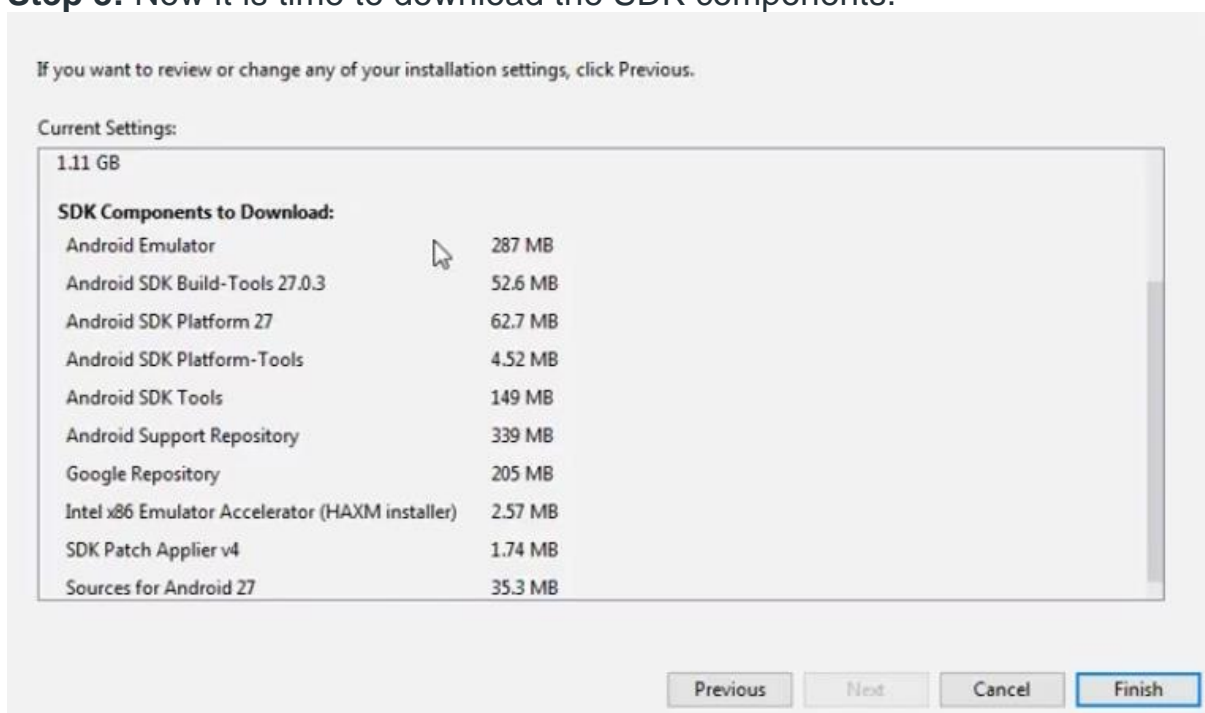 Step 8: Now it is time to download the SDK components.
If you want to review or change any of your installation settings, click Previous.
Current Settings:
1.11 GB
SDK Components to Download:
Android Emulator 287 MB
Android SDK Build-Tools 27.0.3 52.6 MB
Android SDK Platform 27 62.7 MB
Android SDK Platform-Tools 4.52 MB
Android SDK Tools 149 MB
Android Support Repository 339 MB
Google Repository 205 MB
Intel x86 Emulator Accelerator (HAXM installer) 2.57 MB
SDK Patch Applier v4 1.74 MB
Sources for Android 27 35.3 MB
Previous Next Cancel Finish